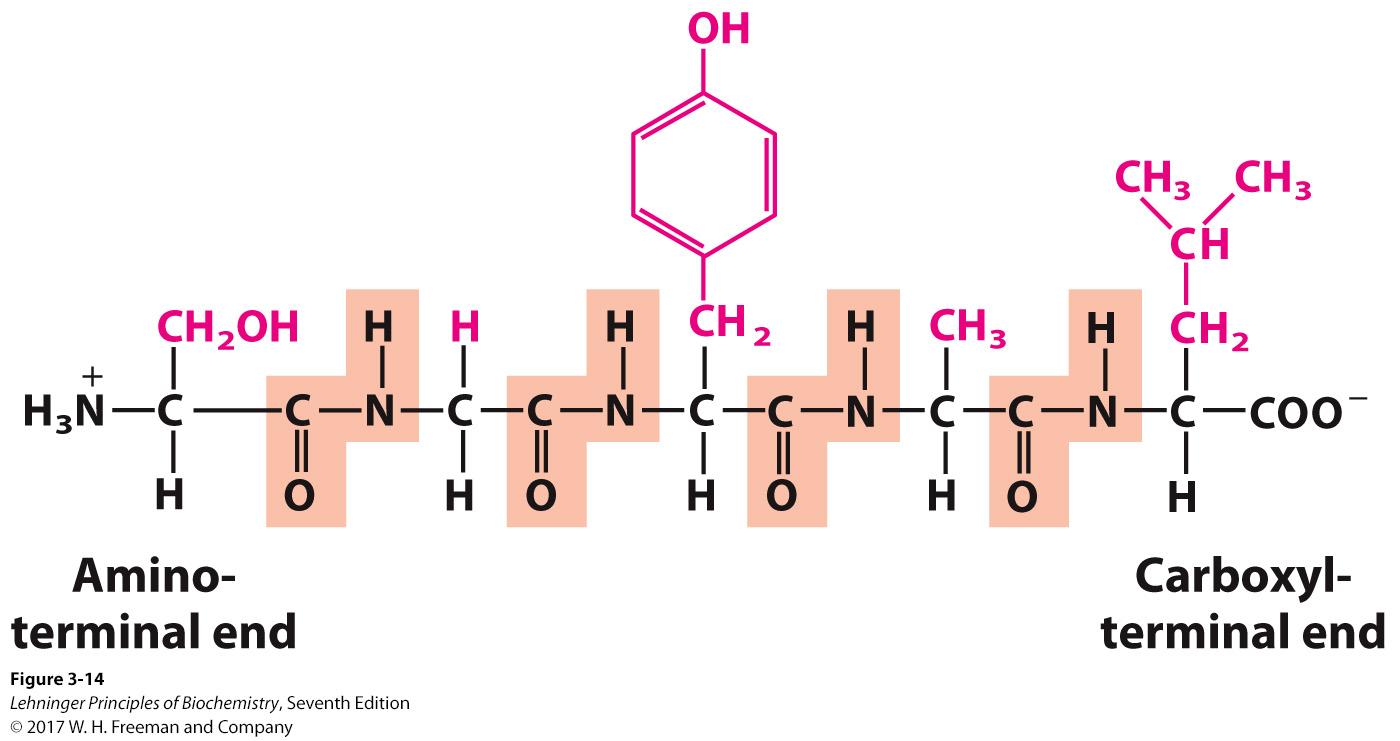 OH
CH₃ CH₃
CH
CH₂OH H H H CH₂ H CH₃ H CH₂
+
H₃N C C N C C N C C N C C N C COO⁻
H O H O H O H O H
Amino- Carboxyl-
terminal end terminal end
Figure 3-14
Lehninger Principles of Biochemistry, Seventh Edition
© 2017 W. H. Freeman and Company